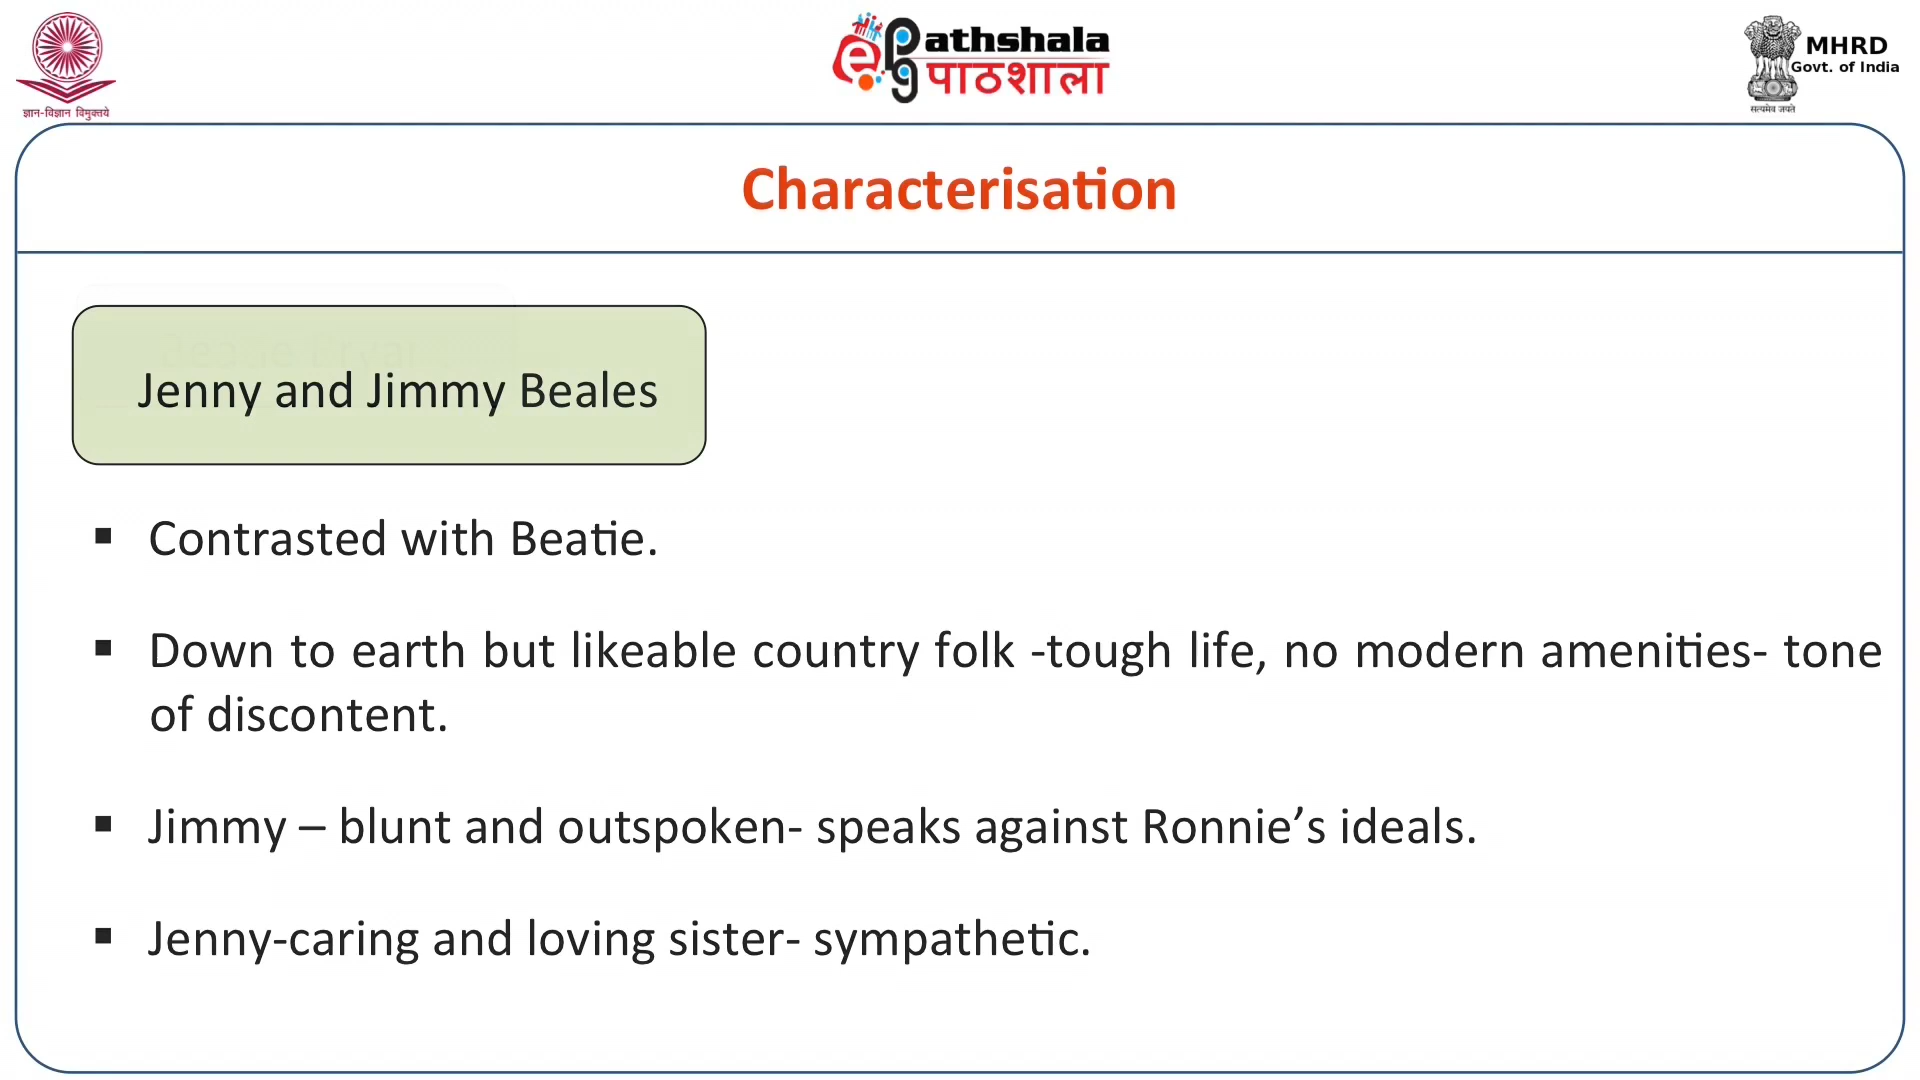 ज्ञान-विज्ञान विमुक्तये
e Pg athshala
पाठशाला
MHRD
Govt. of India
सत्यमेव जयते
Characterisation
Jenny and Jimmy Beales
▪ Contrasted with Beatie.
▪ Down to earth but likeable country folk -tough life, no modern amenities- tone
of discontent.
▪ Jimmy – blunt and outspoken- speaks against Ronnie’s ideals.
▪ Jenny-caring and loving sister- sympathetic.